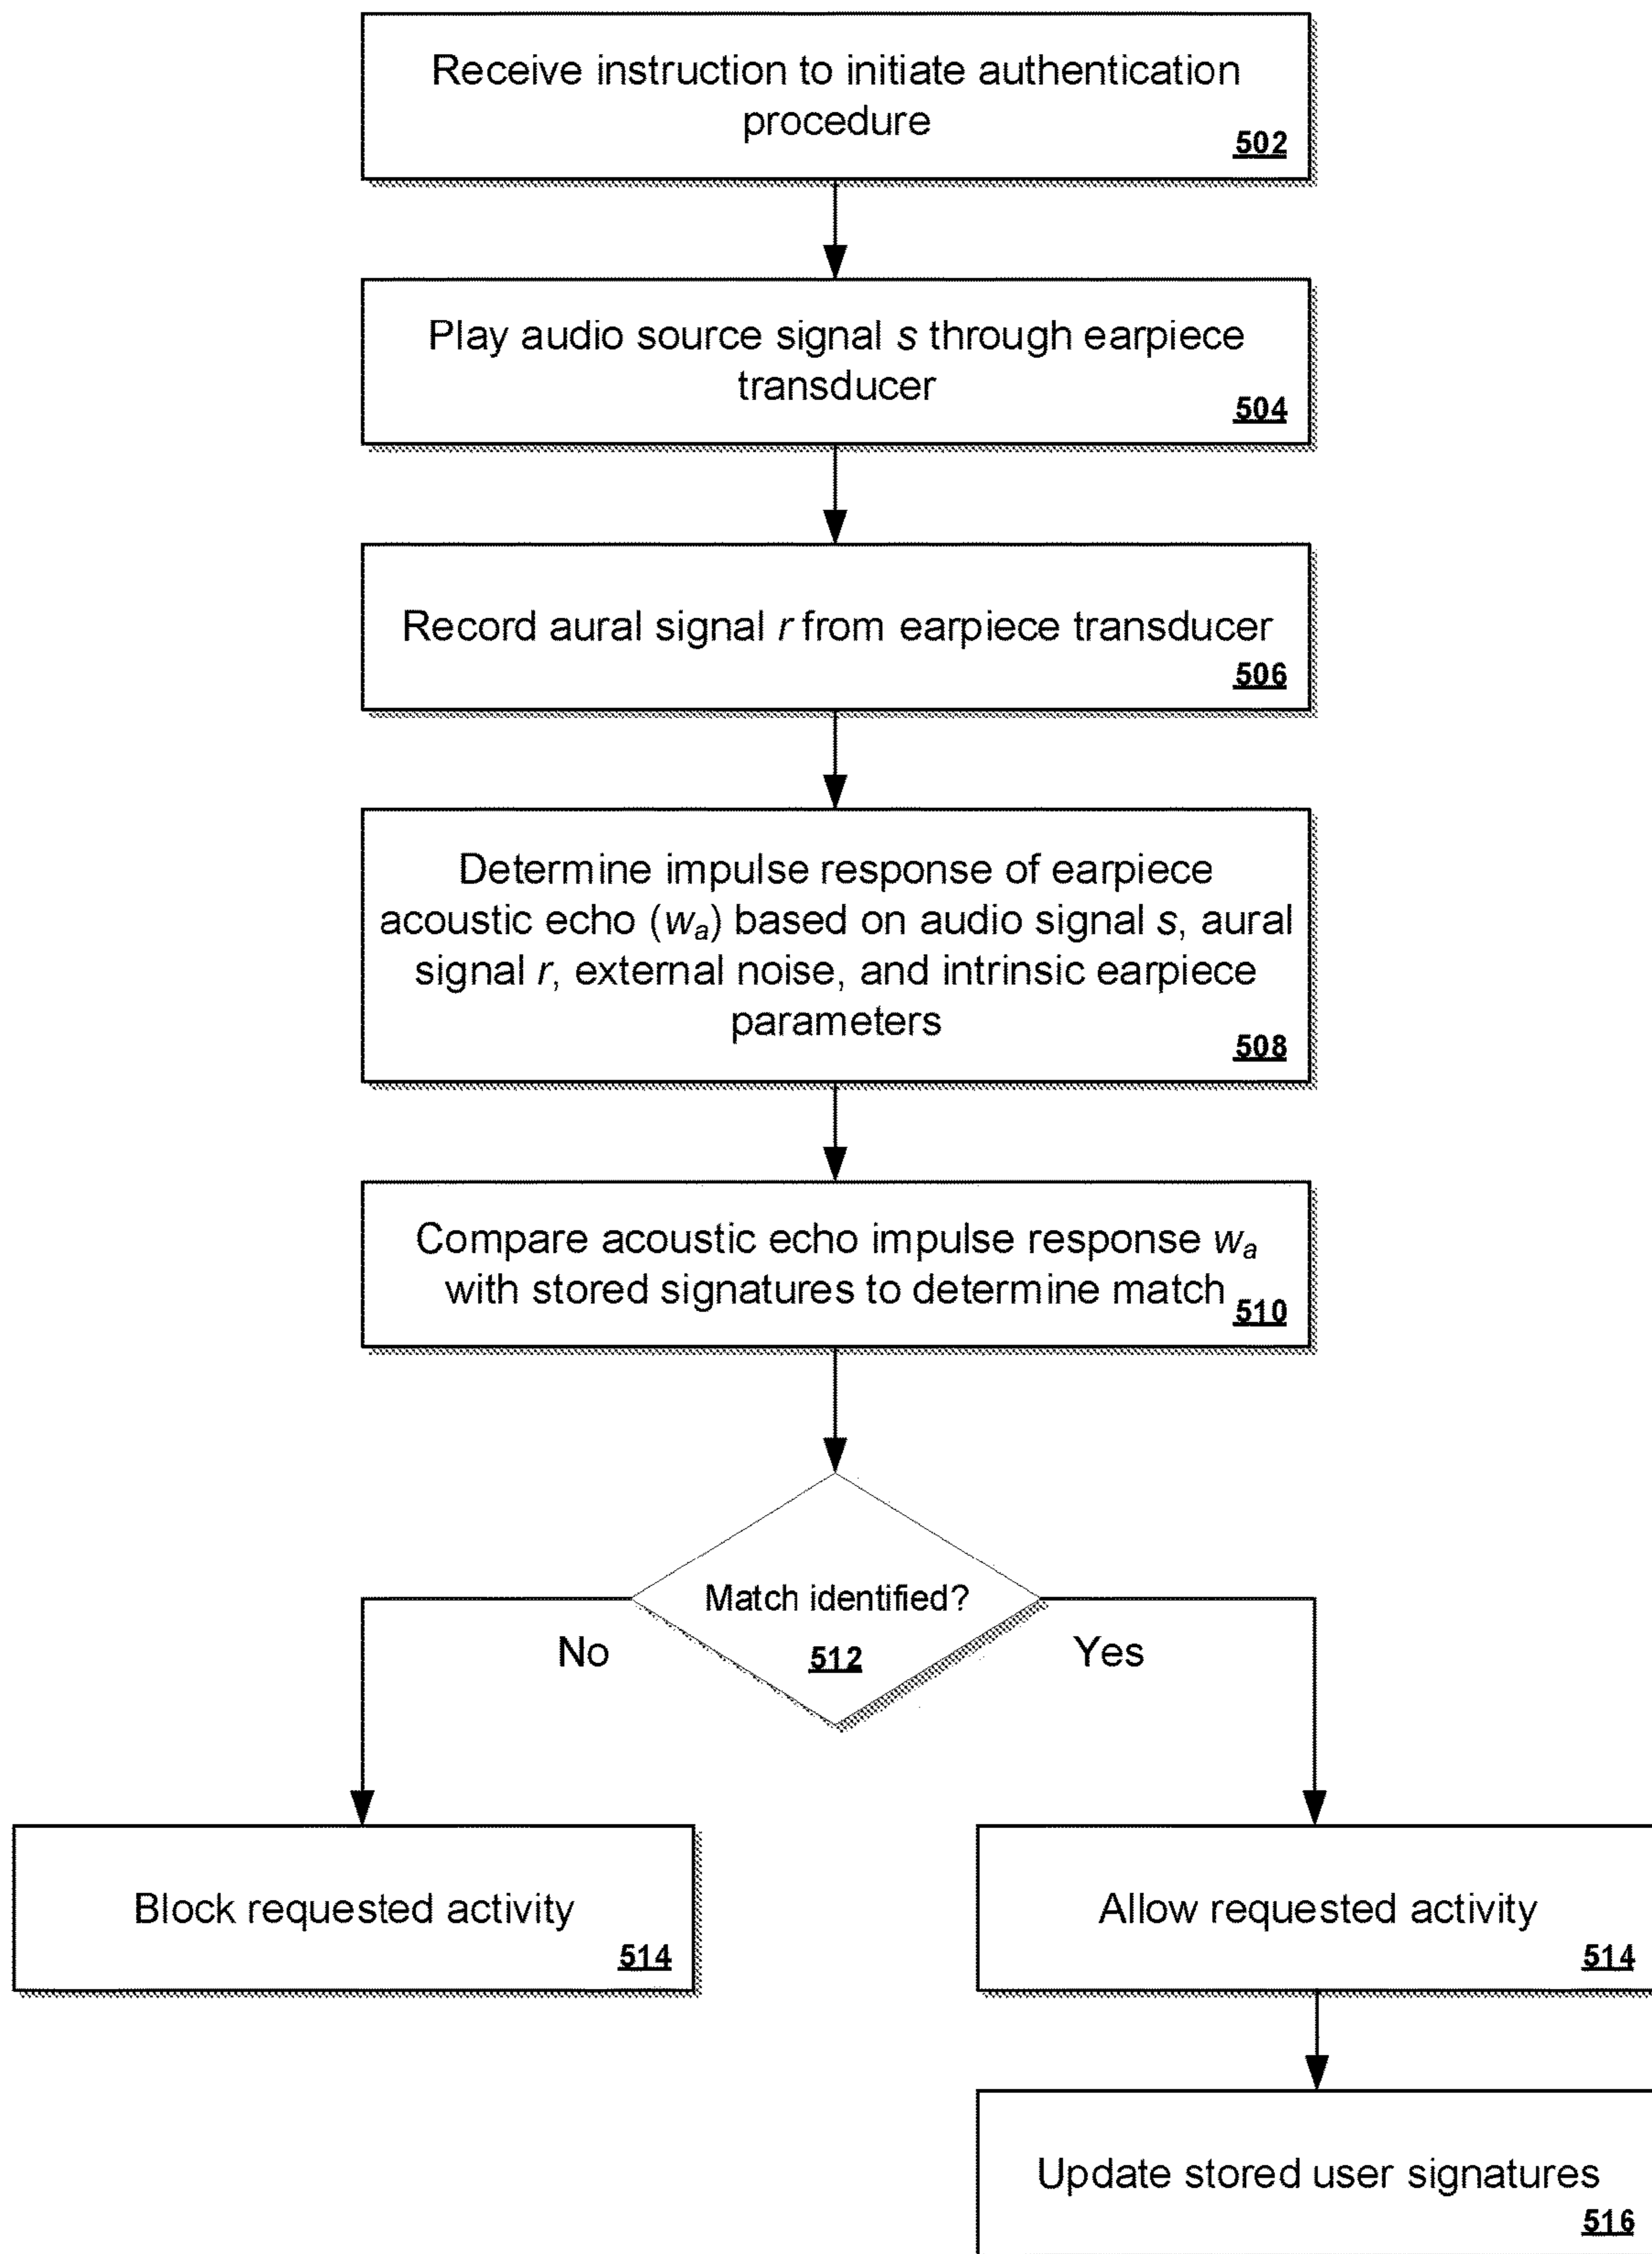 Receive instruction to initiate authentication
procedure
502
Play audio source signal s through earpiece
transducer
504
Record aural signal r from earpiece transducer
506
Determine impulse response of earpiece
acoustic echo (wa) based on audio signal s, aural
signal r, external noise, and intrinsic earpiece
parameters
508
Compare acoustic echo impulse response wa
with stored signatures to determine match
510
Match identified?
512
No
Yes
Block requested activity
514
Allow requested activity
514
Update stored user signatures
516